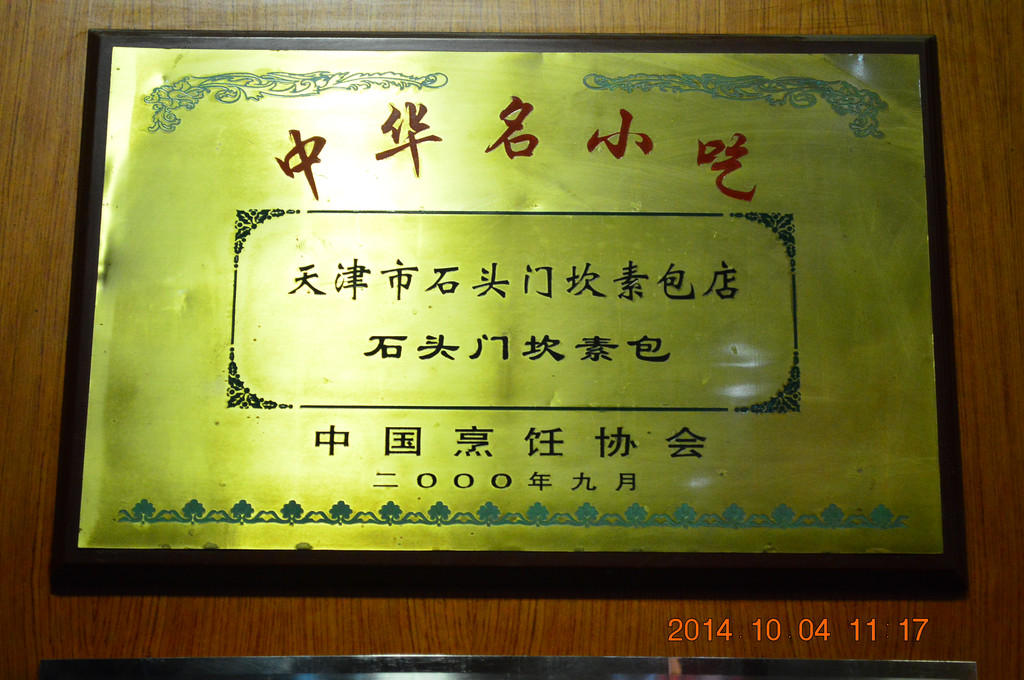 中华名小吃
天津市石头门坎素包店
石头门坎素包
中国烹饪协会
二〇〇〇年九月
2014 10 04 11 17